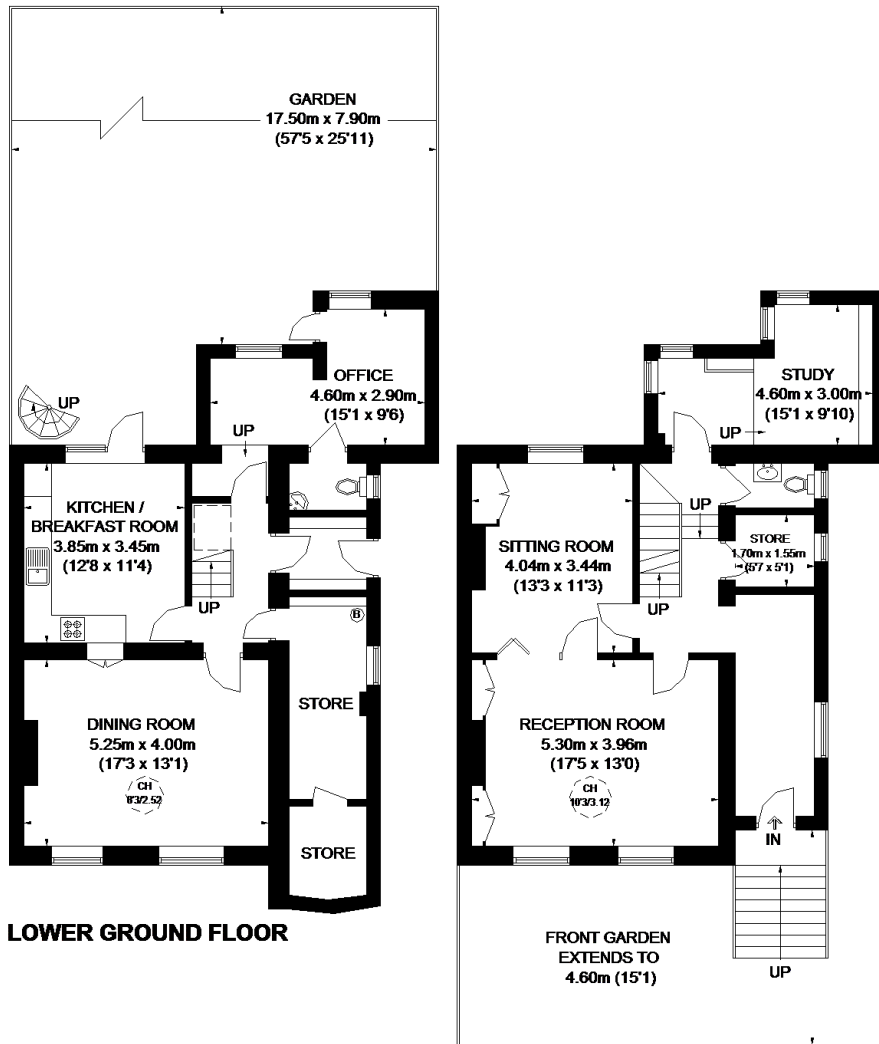 GARDEN
17.50m x 7.90m
(57'5 x 25'11)
UP
OFFICE
4.60m x 2.90m
(15'1 x 9'6)
UP
KITCHEN /
BREAKFAST ROOM
3.85m x 3.45m
(12'8 x 11'4)
UP
B
STORE
DINING ROOM
5.25m x 4.00m
(17'3 x 13'1)
CH
8'3/2.52
STORE
LOWER GROUND FLOOR
STUDY
4.60m x 3.00m
(15'1 x 9'10)
UP
UP
SITTING ROOM
4.04m x 3.44m
(13'3 x 11'3)
STORE
1.70m x 1.55m
(5'7 x 5'1)
UP
RECEPTION ROOM
5.30m x 3.96m
(17'5 x 13'0)
CH
10'3/3.12
IN
FRONT GARDEN
EXTENDS TO
4.60m (15'1)
UP